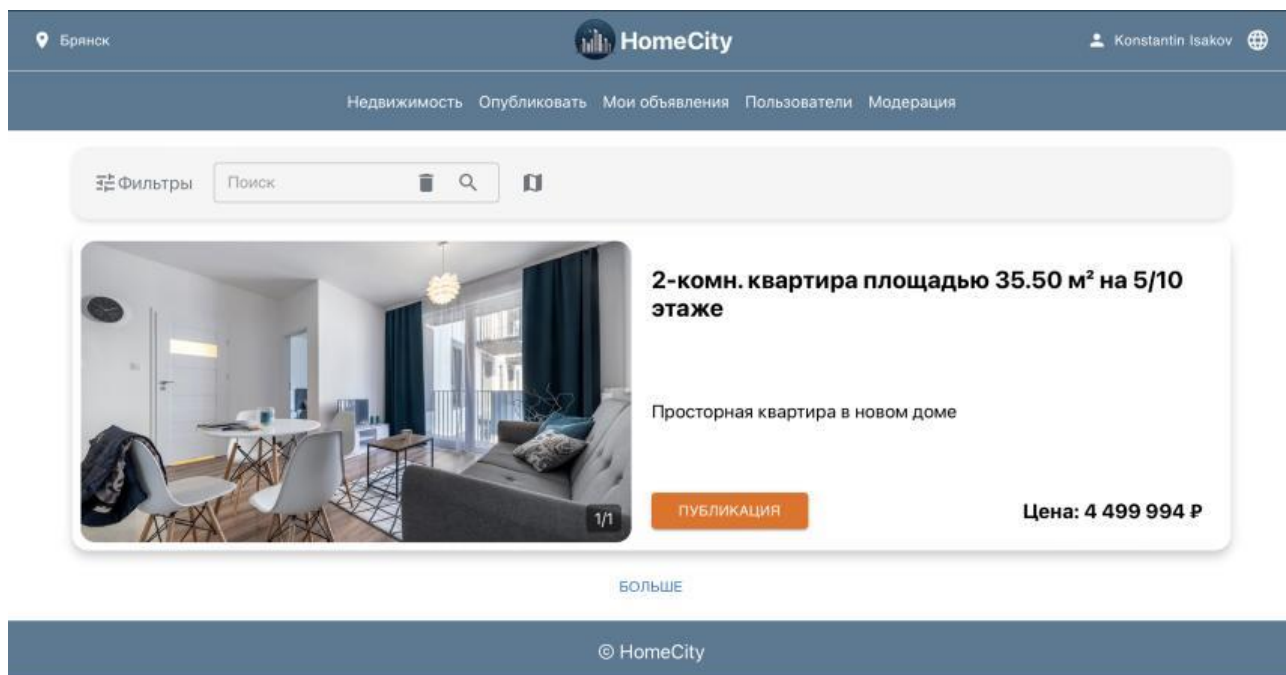 Брянск
HomeCity
Konstantin Isakov
Недвижимость Опубликовать Мои объявления Пользователи Модерация
Фильтры
Поиск
2-комн. квартира площадью 35.50 м² на 5/10
этаже
Просторная квартира в новом доме
1/1
ПУБЛИКАЦИЯ
Цена: 4 499 994 ₽
БОЛЬШЕ
© HomeCity